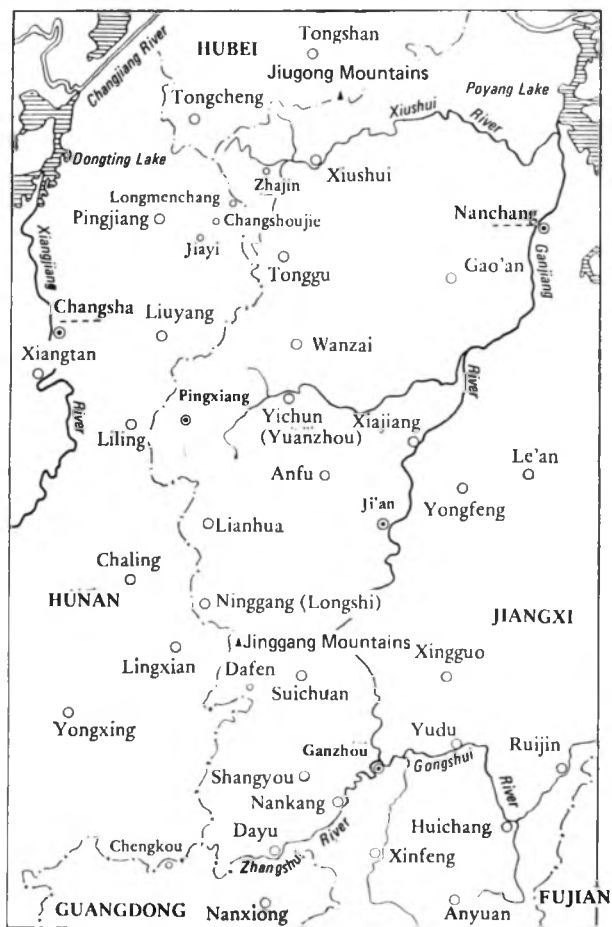 HUBEI
Tongshan
Changjiang River
Jiugong Mountains
Poyang Lake
Tongcheng
Xiushui
River
Dongting Lake
Xiushui
Zhajin
Longmenchang
Pingjiang
Changshoujie
Nanchang
Jiayi
Xiangjiang
Tonggu
Gao'an
Ganjiang
Changsha
Liuyang
Wanzai
Xiangtan
River
Pingxiang
River
Yichun
(Yuanzhou)
Xiajiang
Liling
Le'an
Anfu
Ji'an
Yongfeng
Lianhua
Chaling
HUNAN
Ninggang (Longshi)
JIANGXI
Jinggang Mountains
Lingxian
Xingguo
Dafen
Suichuan
Yongxing
Yudu
Ganzhou
Ruijin
Gongshui
Shangyou
River
Nankang
River
Huichang
Dayu
Chengkou
Zhangshui
Xinfeng
GUANGDONG
Nanxiong
Anyuan
FUJIAN